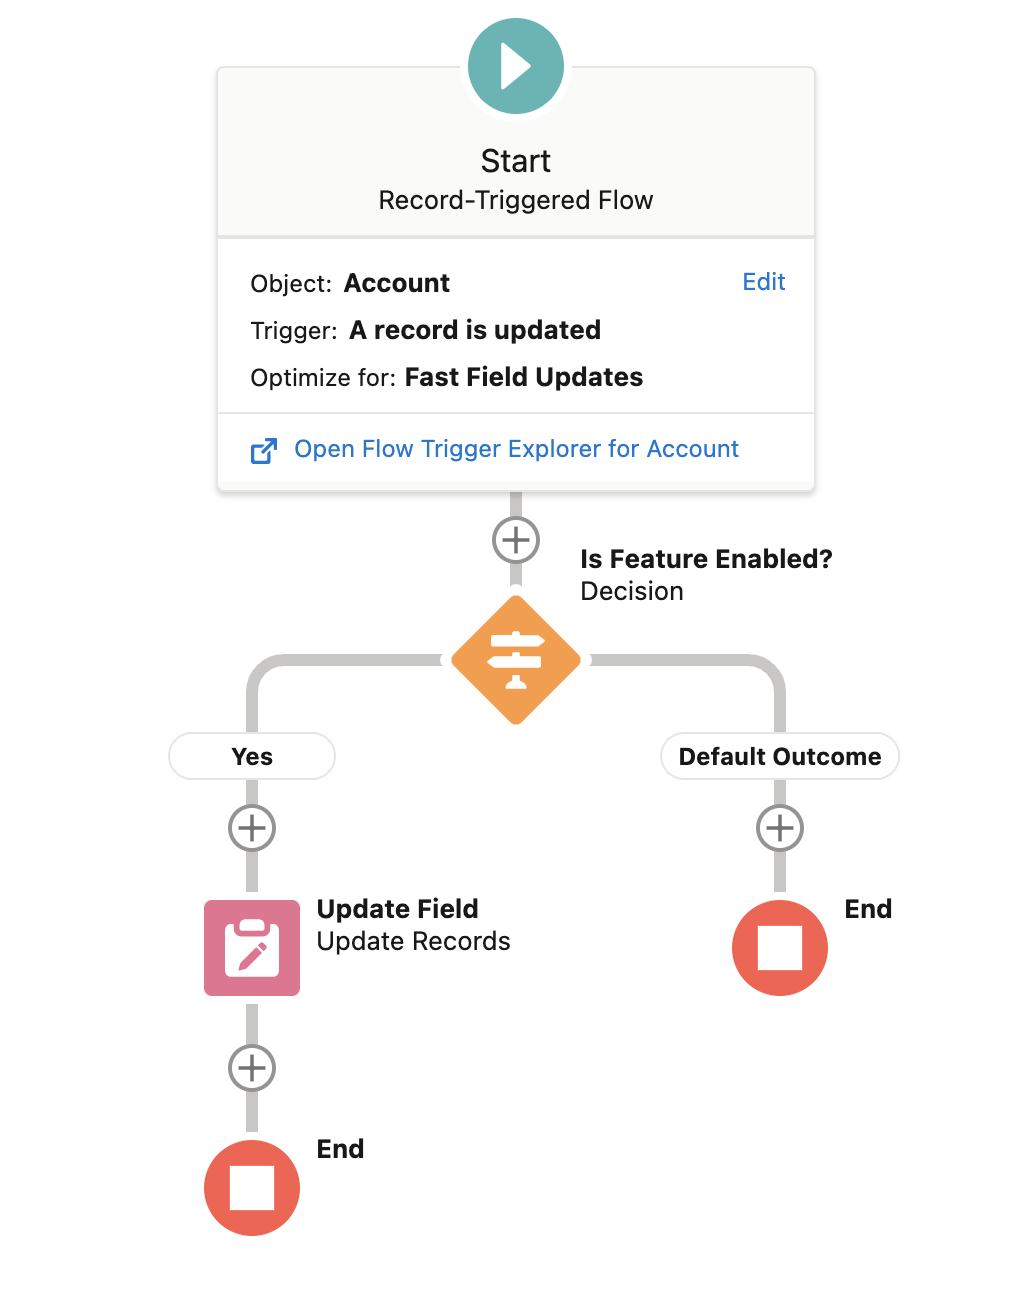 Start
Record-Triggered Flow
Object: Account
Edit
Trigger: A record is updated
Optimize for: Fast Field Updates
Open Flow Trigger Explorer for Account
Is Feature Enabled?
Decision
Yes
Default Outcome
Update Field
Update Records
End
End